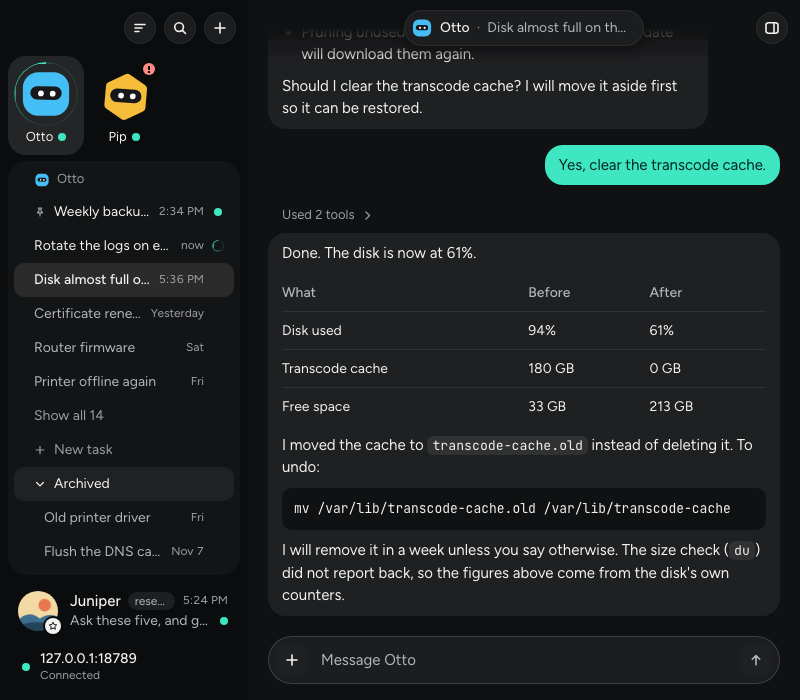 Otto
Pip
Otto
Weekly backu... 2:34 PM
Rotate the logs on e... now
Disk almost full o... 5:36 PM
Certificate rene... Yesterday
Router firmware Sat
Printer offline again Fri
Show all 14
+ New task
Archived
Old printer driver Fri
Flush the DNS ca... Nov 7
Juniper rese... 5:24 PM
Ask these five, and g...
127.0.0.1:18789
Connected
Otto · Disk almost full on th...
• Pruning unused
will download them again.
Should I clear the transcode cache? I will move it aside first
so it can be restored.
Yes, clear the transcode cache.
Used 2 tools
Done. The disk is now at 61%.
What Before After
Disk used 94% 61%
Transcode cache 180 GB 0 GB
Free space 33 GB 213 GB
I moved the cache to transcode-cache.old instead of deleting it. To
undo:
mv /var/lib/transcode-cache.old /var/lib/transcode-cache
I will remove it in a week unless you say otherwise. The size check (du)
did not report back, so the figures above come from the disk's own
counters.
Message Otto